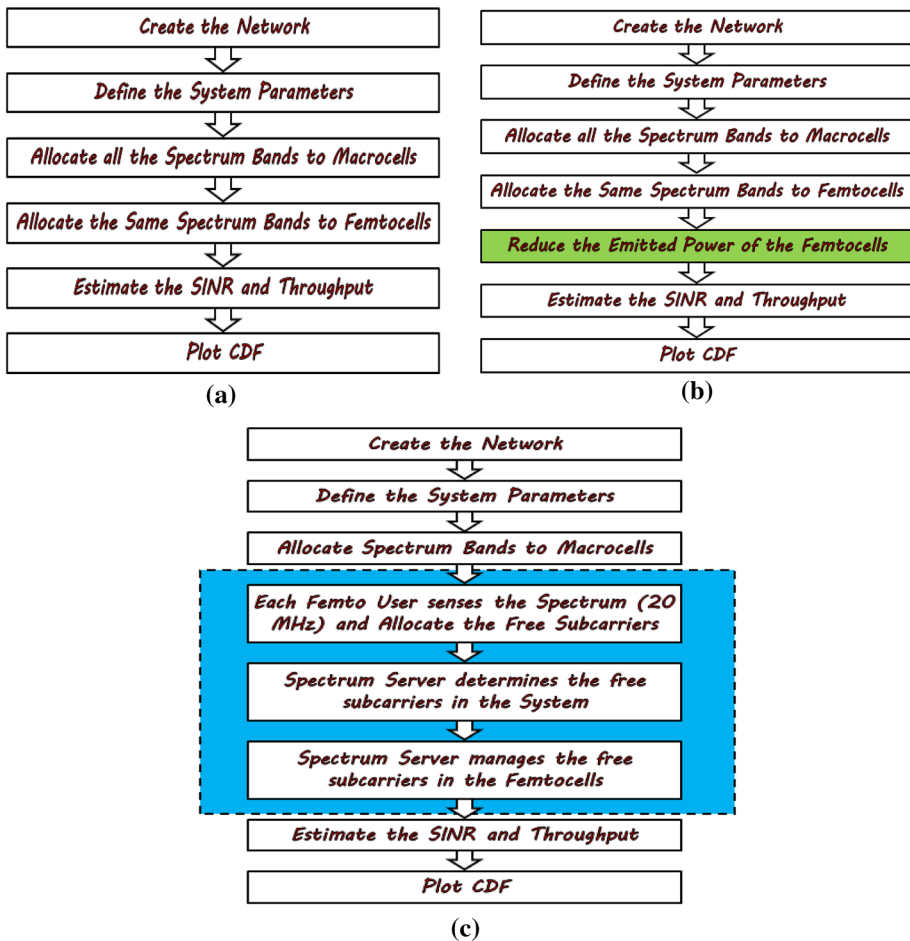 Create the Network
Define the System Parameters
Allocate all the Spectrum Bands to Macrocells
Allocate the Same Spectrum Bands to Femtocells
Estimate the SINR and Throughput
Plot CDF
(a)
Create the Network
Define the System Parameters
Allocate all the Spectrum Bands to Macrocells
Allocate the Same Spectrum Bands to Femtocells
Reduce the Emitted Power of the Femtocells
Estimate the SINR and Throughput
Plot CDF
(b)
Create the Network
Define the System Parameters
Allocate Spectrum Bands to Macrocells
Each Femto User senses the Spectrum (20
MHz) and Allocate the Free Subcarriers
Spectrum Server determines the free
subcarriers in the System
Spectrum Server manages the free
subcarriers in the Femtocells
Estimate the SINR and Throughput
Plot CDF
(c)